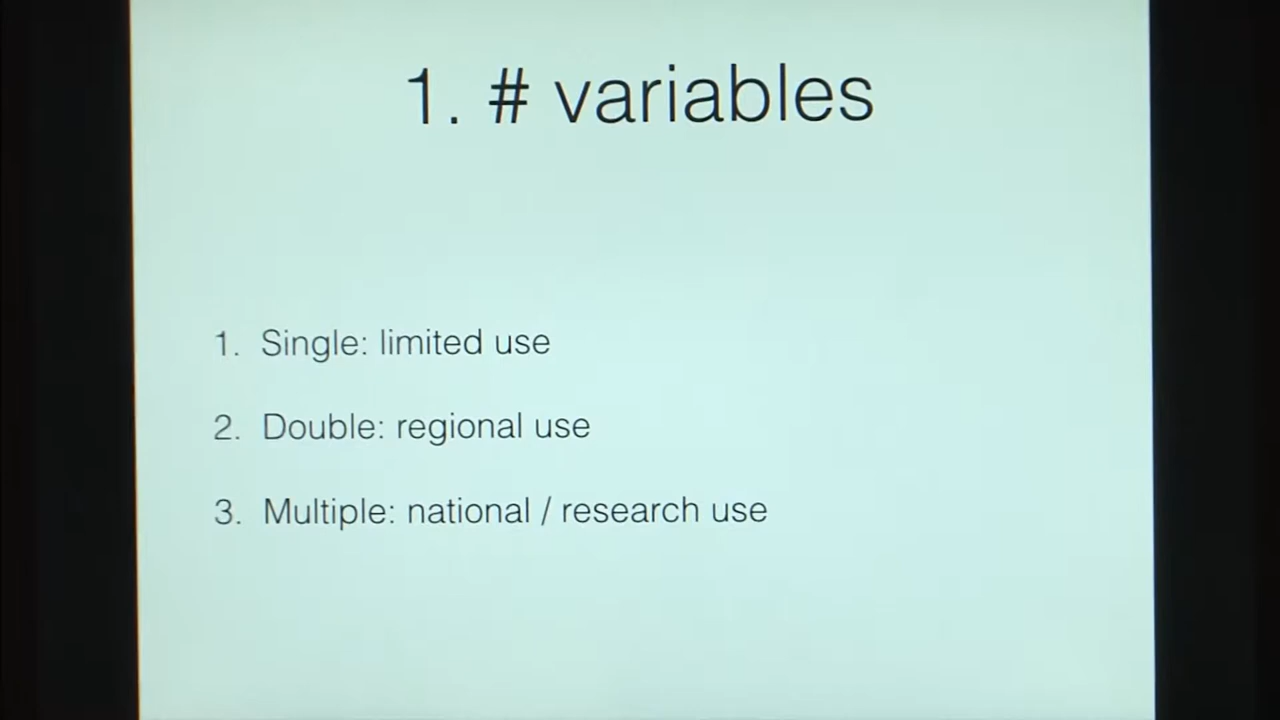 1. # variables
1. Single: limited use
2. Double: regional use
3. Multiple: national / research use